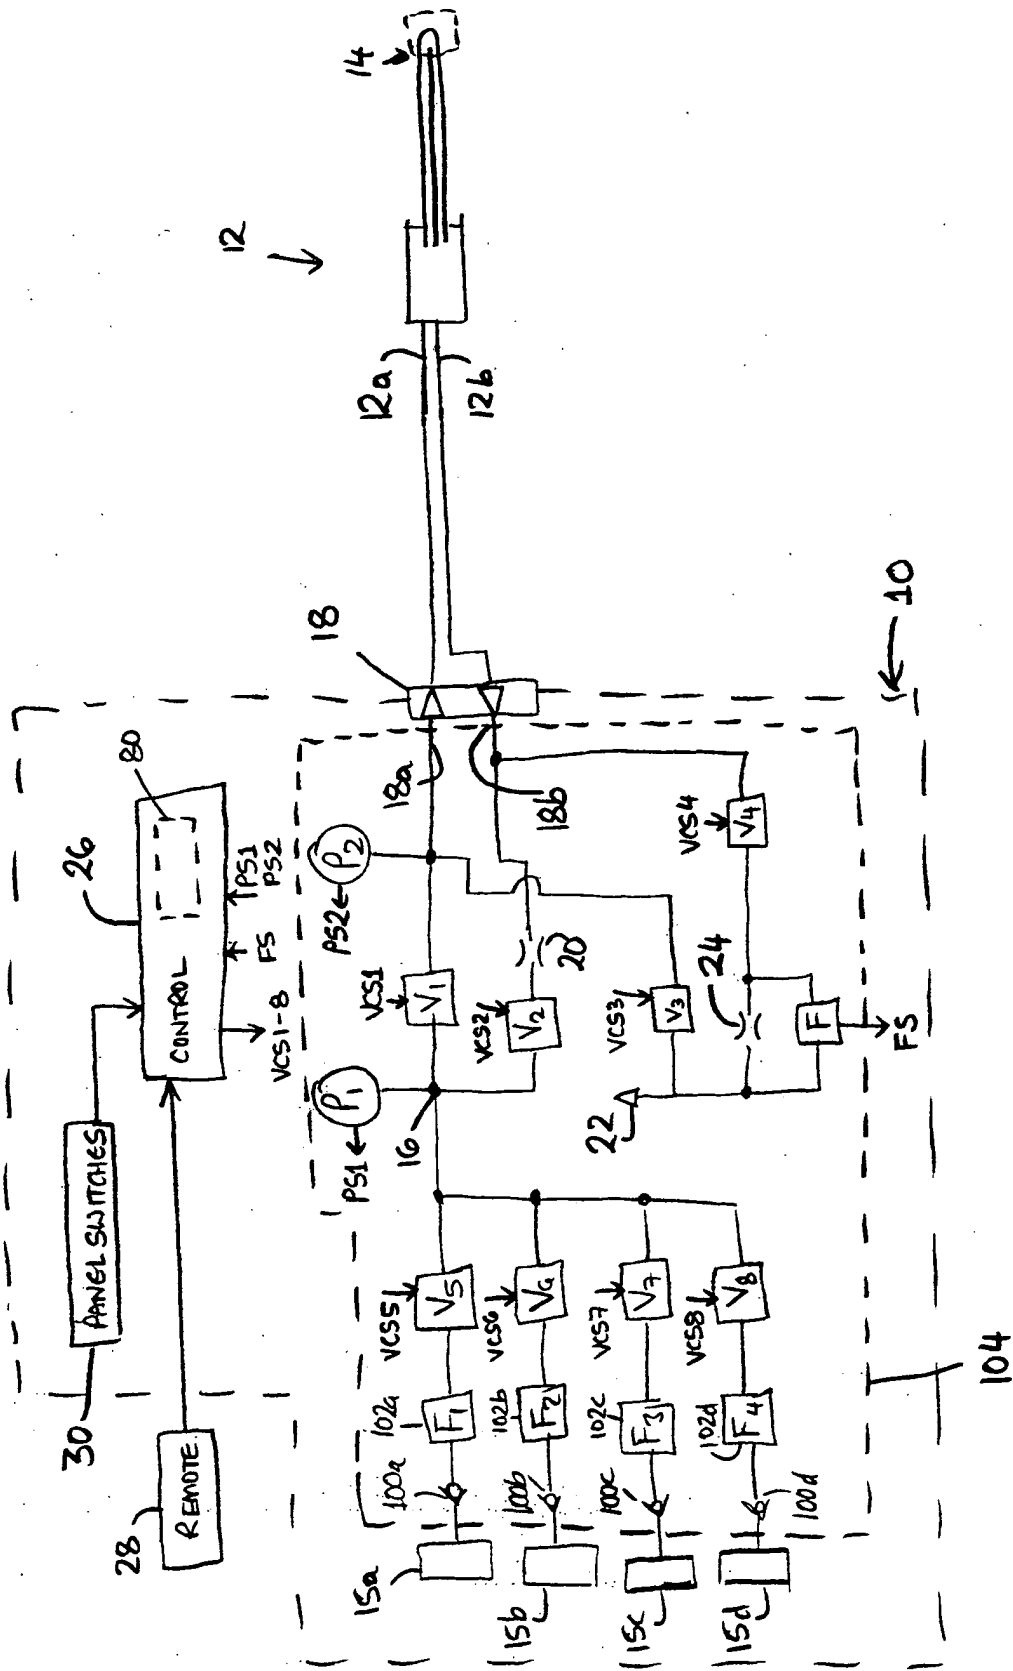 30
PANEL SWITCHES
28
REMOTE
26
80
CONTROL
VCS1-8
FS
PS1
PS2
12
14
12a
12b
18
10
18a
18b
PS2
P2
PS1
P1
16
VCS1
V1
VCS2
V2
20
VCS3
V3
VCS4
V4
24
22
F
FS
VCS5
V5
102a
F1
100a
15a
VCS6
V6
102b
F2
100b
15b
VCS7
V7
102c
F3
100c
15c
VCS8
V8
102d
F4
100d
15d
104